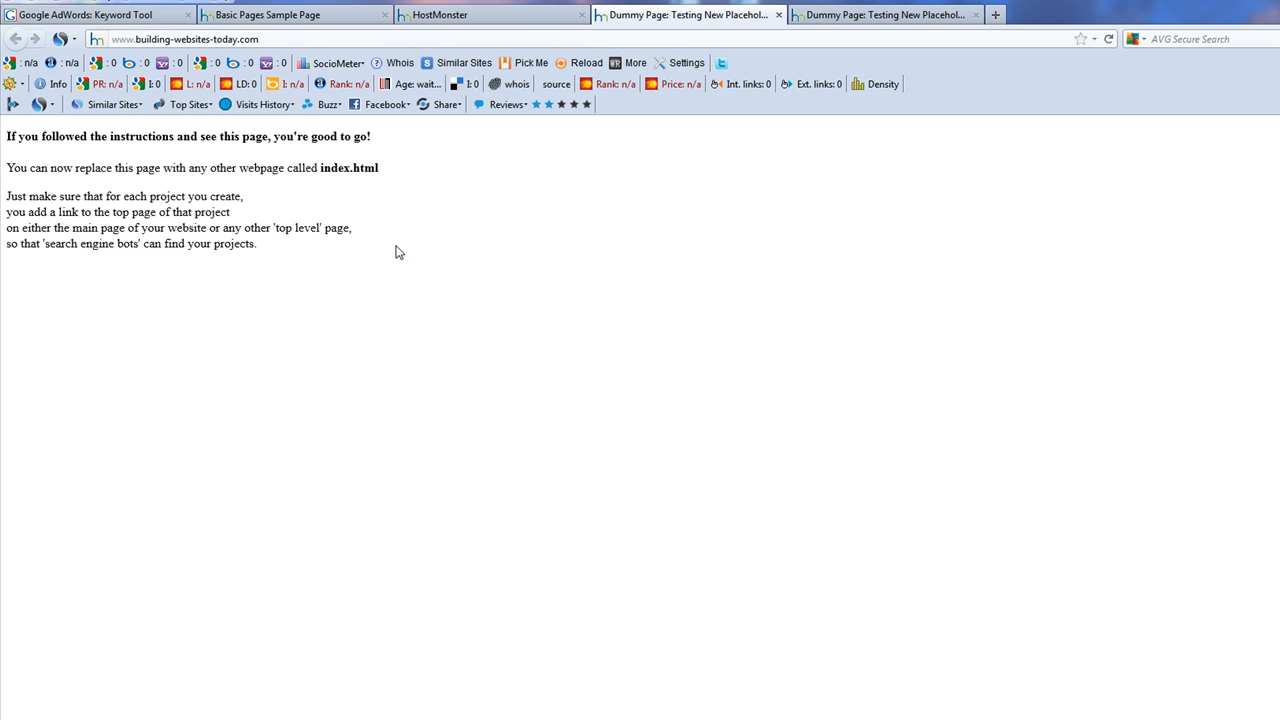 Google AdWords: Keyword Tool Basic Pages Sample Page HostMonster Dummy Page: Testing New Placehol... Dummy Page: Testing New Placehol...
www.building-websites-today.com AVG Secure Search
: n/a : n/a : 0 : 0 : 0 : 0 : 0 : 0 SocioMeter Whois Similar Sites Pick Me Reload More Settings
Info PR: n/a I: 0 L: n/a LD: 0 I: n/a Rank: n/a Age: wait... I: 0 whois source Rank: n/a Price: n/a Int. links: 0 Ext. links: 0 Density
Similar Sites Top Sites Visits History Buzz Facebook Share Reviews
If you followed the instructions and see this page, you're good to go!
You can now replace this page with any other webpage called index.html
Just make sure that for each project you create,
you add a link to the top page of that project
on either the main page of your website or any other 'top level' page,
so that 'search engine bots' can find your projects.